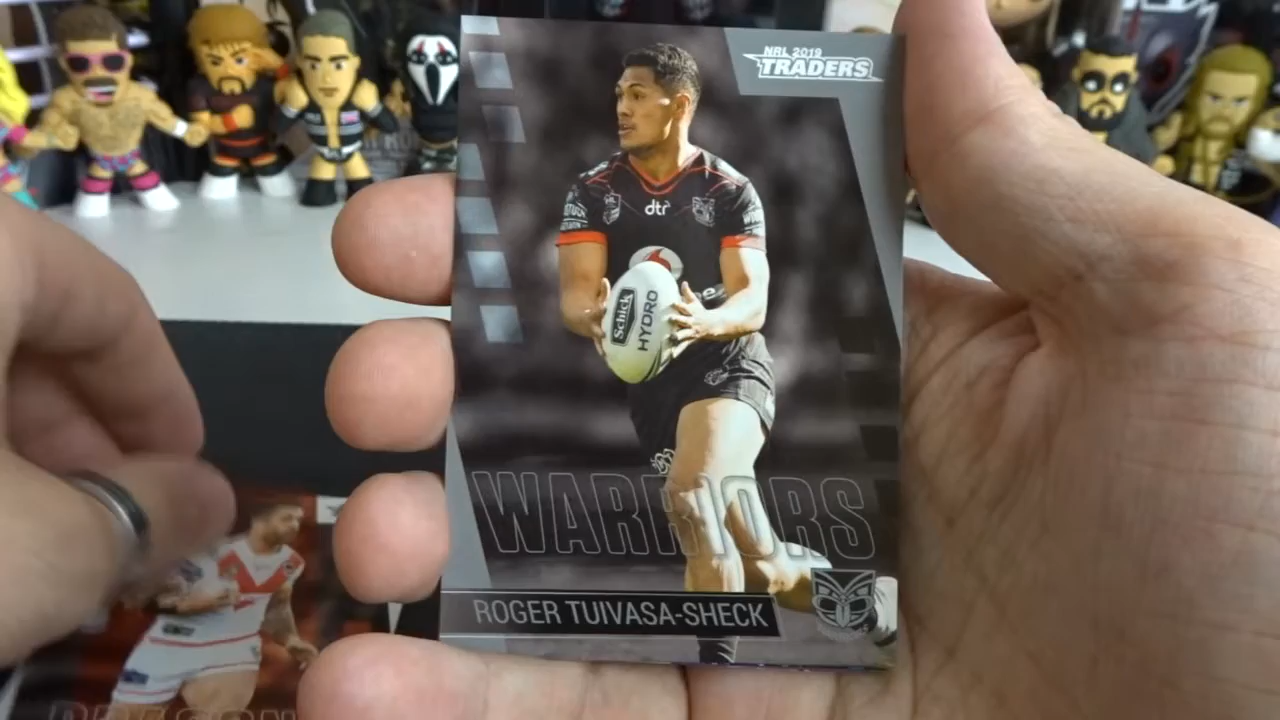 NRL 2019
TRADERS
dtr
Schick
HYDRO
WARRIORS
ROGER TUIVASA-SHECK